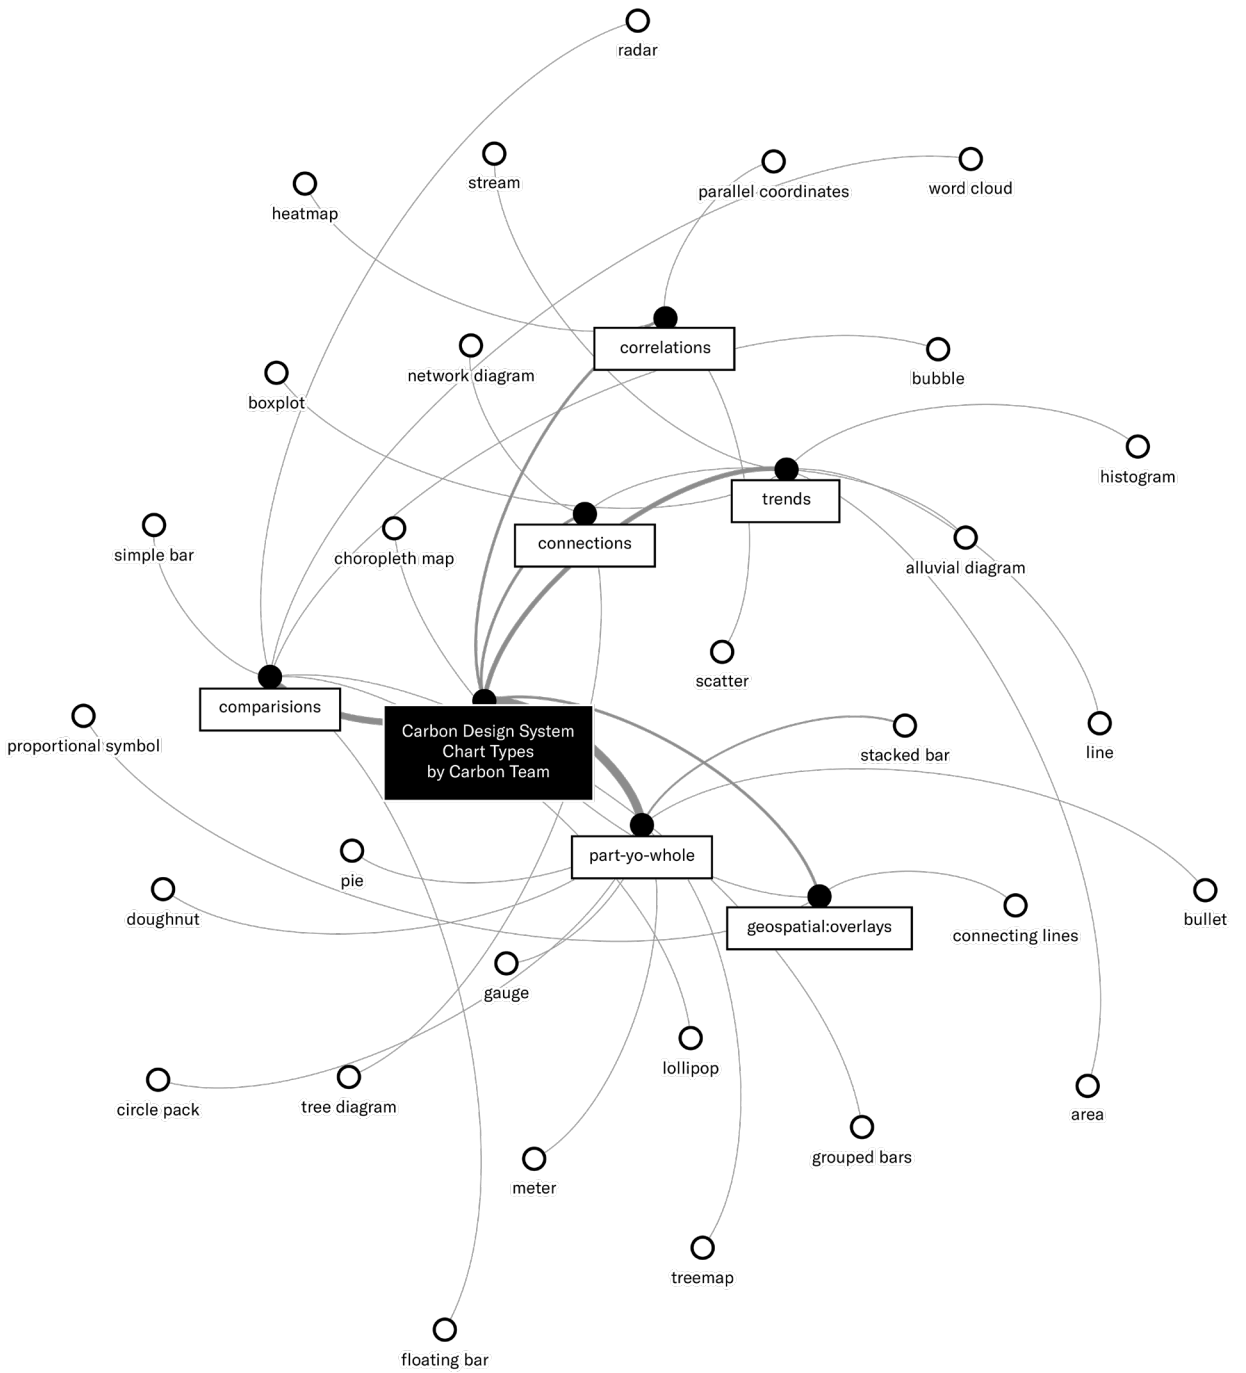 radar
stream
parallel coordinates
word cloud
heatmap
correlations
network diagram
bubble
boxplot
histogram
trends
connections
simple bar
choropleth map
alluvial diagram
scatter
comparisions
Carbon Design System
Chart Types
by Carbon Team
proportional symbol
stacked bar
line
part-yo-whole
pie
doughnut
geospatial:overlays
connecting lines
bullet
gauge
lollipop
circle pack
tree diagram
area
grouped bars
meter
treemap
floating bar